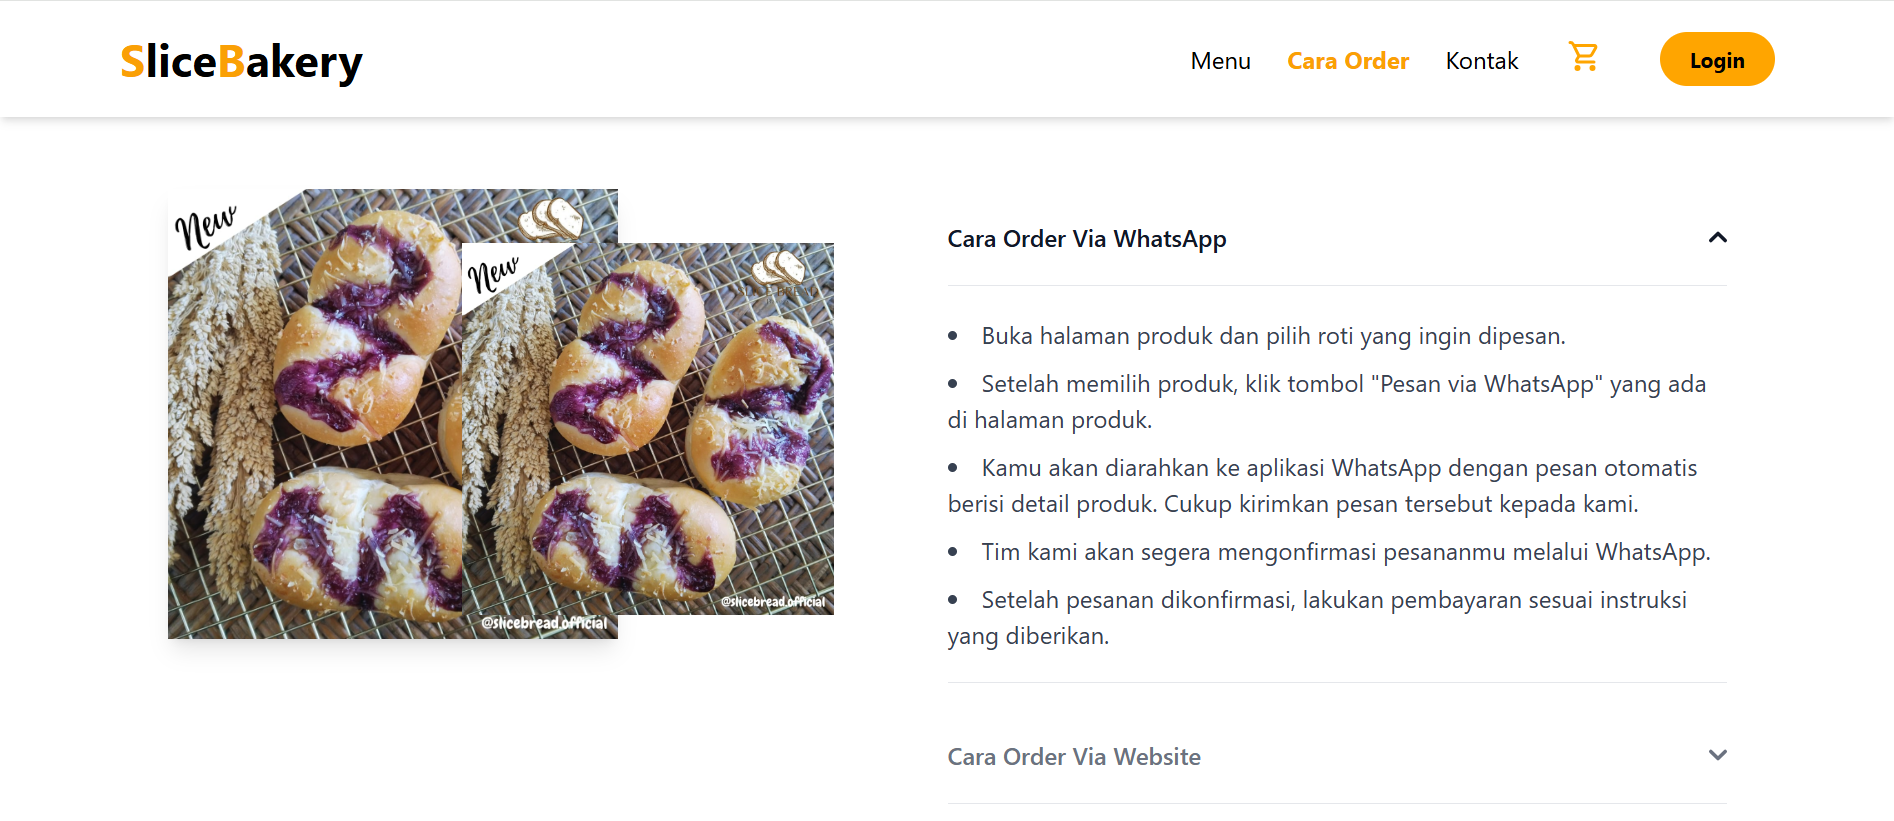 SliceBakery
Menu
Cara Order
Kontak
Login
New
New
@slicebread.official
@slicebread.official
Cara Order Via WhatsApp
• Buka halaman produk dan pilih roti yang ingin dipesan.
• Setelah memilih produk, klik tombol "Pesan via WhatsApp" yang ada
di halaman produk.
• Kamu akan diarahkan ke aplikasi WhatsApp dengan pesan otomatis
berisi detail produk. Cukup kirimkan pesan tersebut kepada kami.
• Tim kami akan segera mengonfirmasi pesananmu melalui WhatsApp.
• Setelah pesanan dikonfirmasi, lakukan pembayaran sesuai instruksi
yang diberikan.
Cara Order Via Website